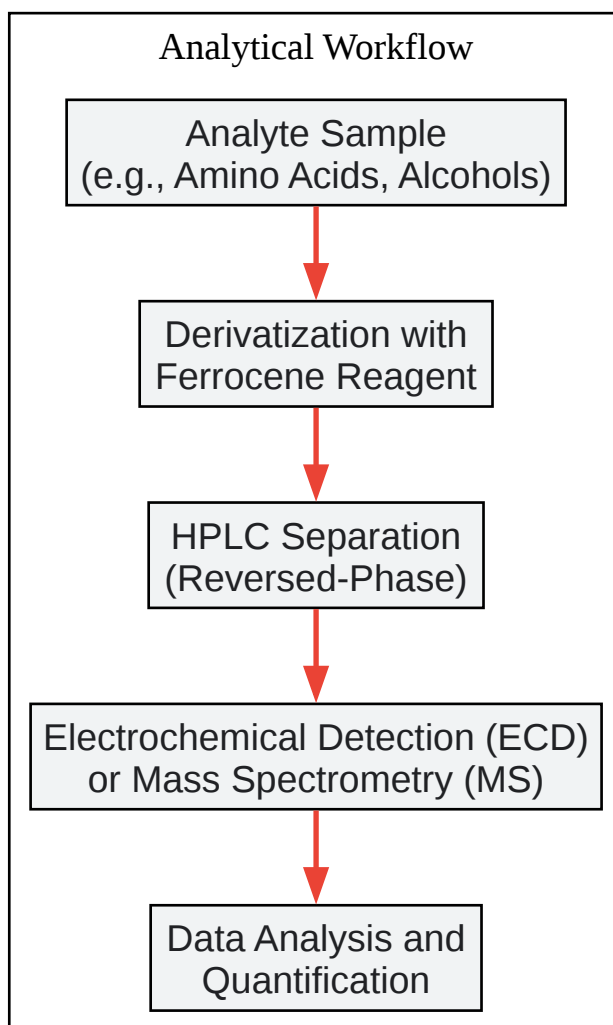 Analytical Workflow
Analyte Sample
(e.g., Amino Acids, Alcohols)
Derivatization with
Ferrocene Reagent
HPLC Separation
(Reversed-Phase)
Electrochemical Detection (ECD)
or Mass Spectrometry (MS)
Data Analysis and
Quantification